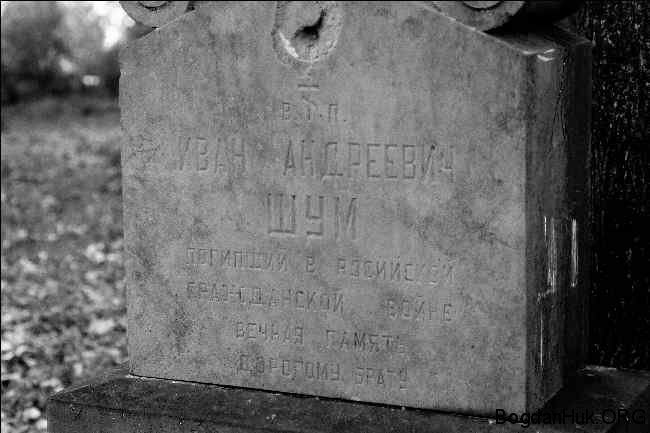 В. П.
ИВАН АНДРЕЕВИЧ
ШУМ
ПОГИПШИЙ В РОСИЙСКОЙ
ГРАЖДАНСКОЙ ВОЙНЕ
ВЕЧНАЯ ПАМЯТЬ
ДОРОГОМУ БРАТУ
BogdanHuk.ORG